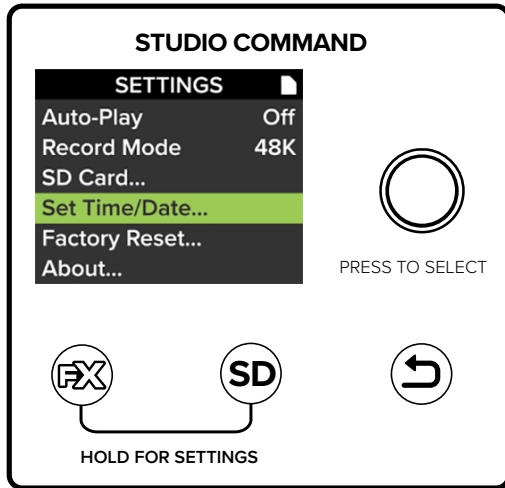 STUDIO COMMAND
SETTINGS
Auto-Play Off
Record Mode 48K
SD Card...
Set Time/Date...
Factory Reset...
About...
PRESS TO SELECT
FX SD
HOLD FOR SETTINGS